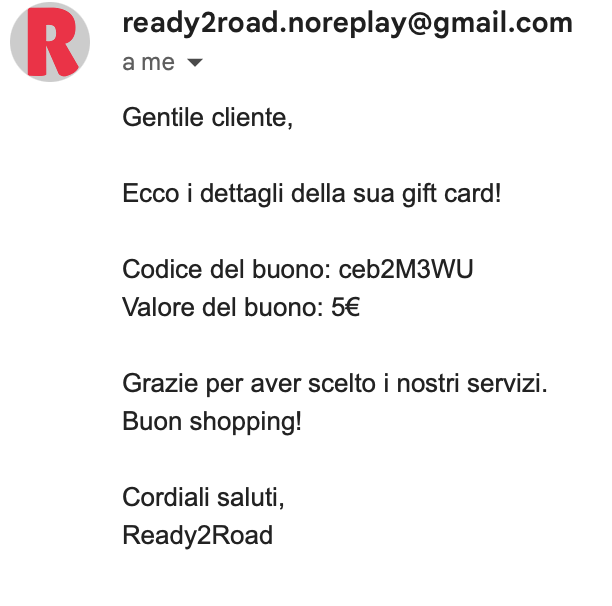 R
ready2road.noreplay@gmail.com
a me
Gentile cliente,
Ecco i dettagli della sua gift card!
Codice del buono: ceb2M3WU
Valore del buono: 5€
Grazie per aver scelto i nostri servizi.
Buon shopping!
Cordiali saluti,
Ready2Road